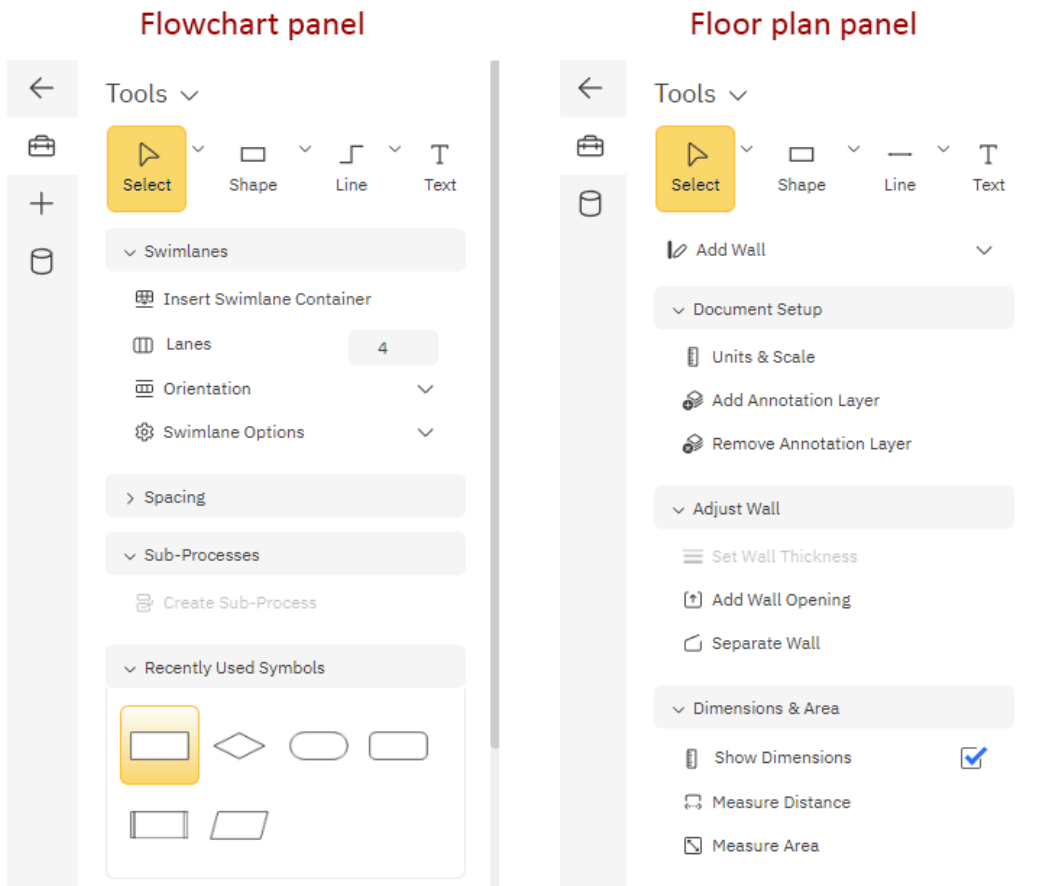 Flowchart panel
Tools
Select
Shape
Line
Text
Swimlanes
Insert Swimlane Container
Lanes
4
Orientation
Swimlane Options
Spacing
Sub-Processes
Create Sub-Process
Recently Used Symbols
Floor plan panel
Tools
Select
Shape
Line
Text
Add Wall
Document Setup
Units & Scale
Add Annotation Layer
Remove Annotation Layer
Adjust Wall
Set Wall Thickness
Add Wall Opening
Separate Wall
Dimensions & Area
Show Dimensions
Measure Distance
Measure Area